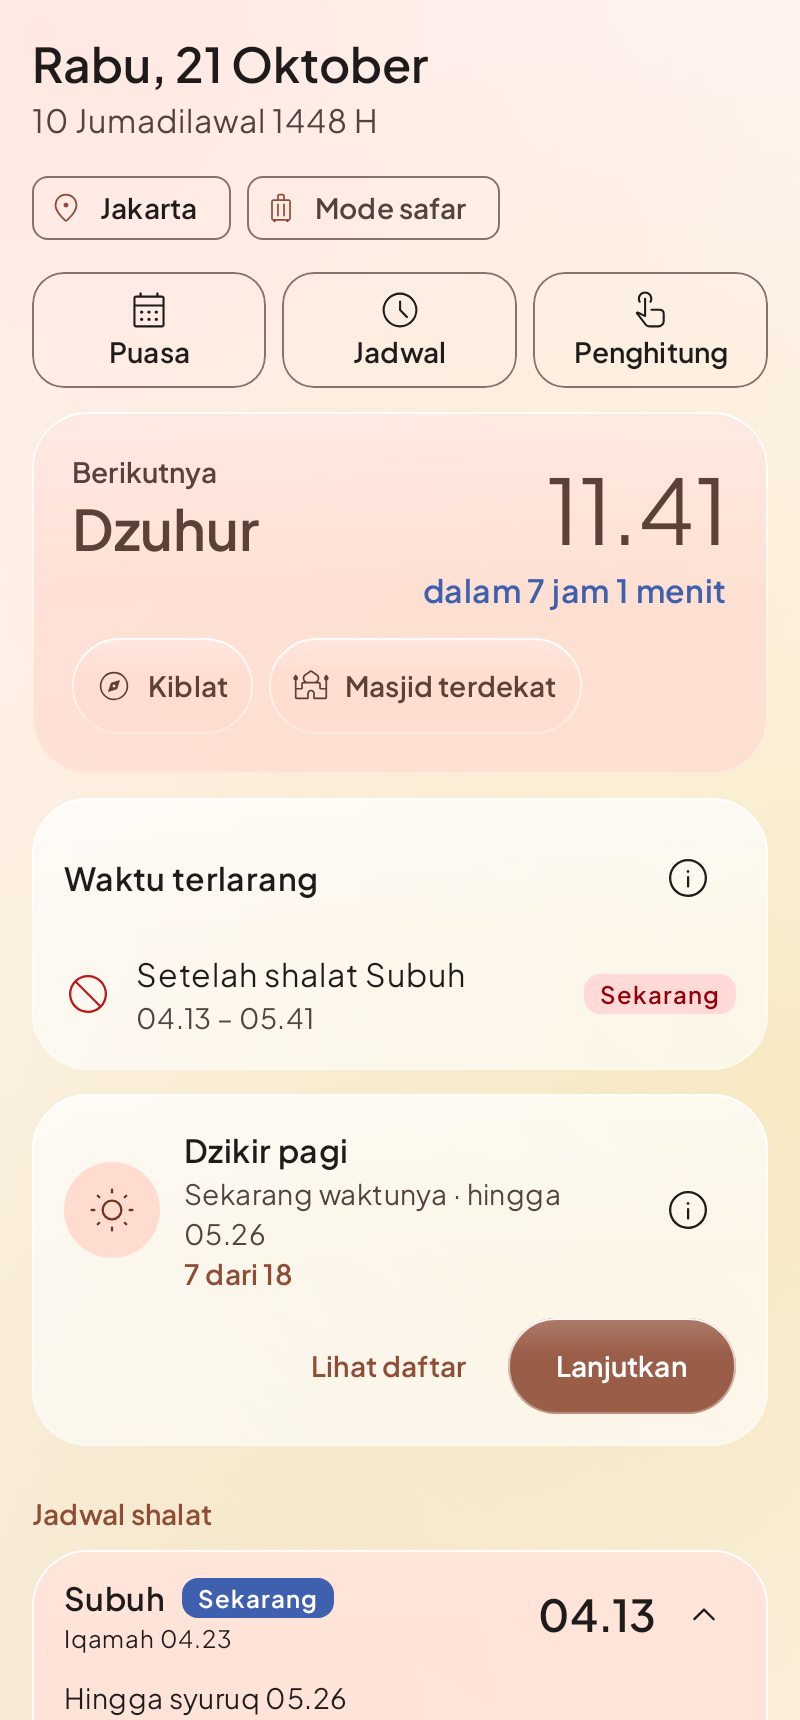 Rabu, 21 Oktober
10 Jumadilawal 1448 H
Jakarta
Mode safar
Puasa
Jadwal
Penghitung
Berikutnya
Dzuhur
11.41
dalam 7 jam 1 menit
Kiblat
Masjid terdekat
Waktu terlarang
Setelah shalat Subuh
04.13 – 05.41
Sekarang
Dzikir pagi
Sekarang waktunya · hingga
05.26
7 dari 18
Lihat daftar
Lanjutkan
Jadwal shalat
Subuh
Sekarang
04.13
Iqamah 04.23
Hingga syuruq 05.26